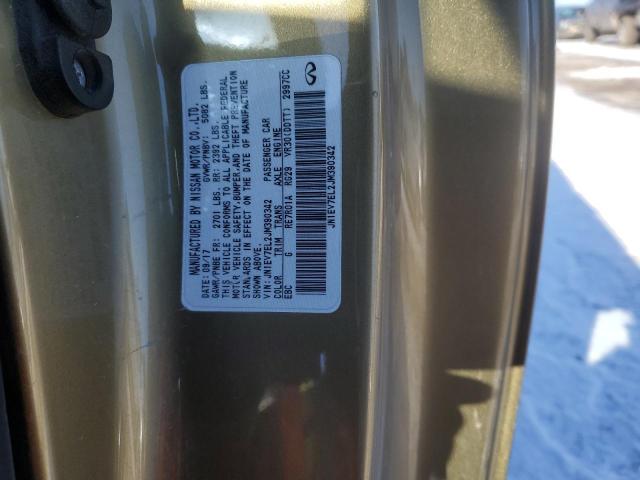 MANUFACTURED BY NISSAN MOTOR CO.,LTD.
DATE: 09/17 GVWR/PNBV: 5082 LBS.
GAWR/PNBE FR: 2701 LBS. RR: 2392 LBS.
THIS VEHICLE CONFORMS TO ALL APPLICABLE FEDERAL
MOTOR VEHICLE SAFETY,BUMPER,AND THEFT PREVENTION
STANDARDS IN EFFECT ON THE DATE OF MANUFACTURE
SHOWN ABOVE.
VIN: JN1EV7EL2JM390342 PASSENGER CAR
COLOR TRIM TRANS AXLE ENGINE
EBC G RE7R01A RG29 VR30(DDTT) 2997CC
JN1EV7EL2JM390342